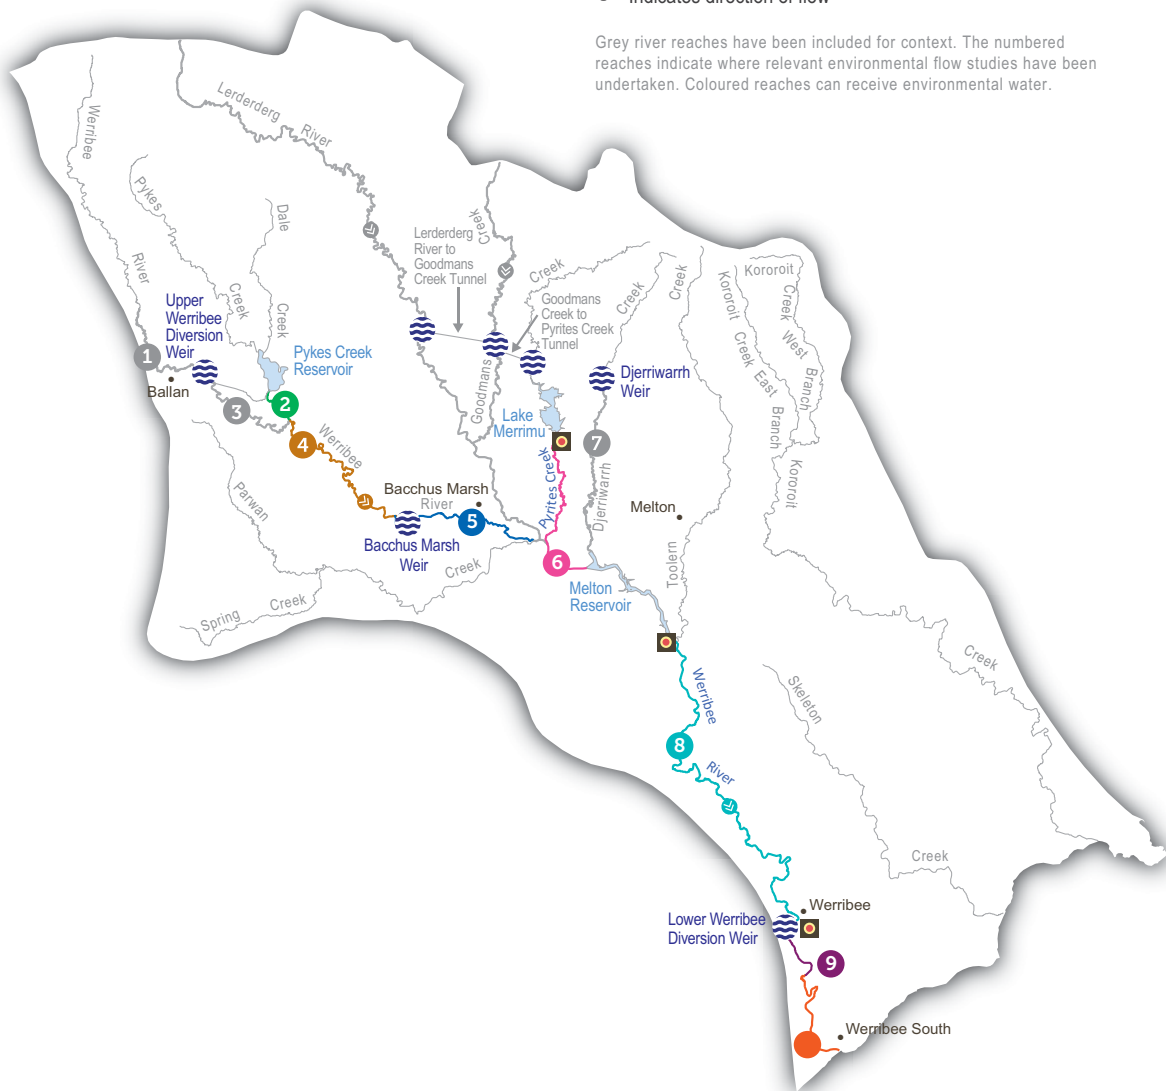 Indicates direction of flow
Grey river reaches have been included for context. The numbered
reaches indicate where relevant environmental flow studies have been
undertaken. Coloured reaches can receive environmental water.
Werribee
River
Lerderderg
River
Pykes
Creek
Dale
Creek
Creek
Lerderderg
River to
Goodmans
Creek Tunnel
Goodmans
Creek
Goodmans
Creek to
Pyrites Creek
Tunnel
Creek
Creek
Kororoit
Creek West
Branch
Kororoit
Creek East
Branch
Kororoit
Creek
Upper
Werribee
Diversion
Weir
1
Ballan
3
Pykes Creek
Reservoir
2
4
Werribee
River
Djerriwarrh
Weir
Lake
Merrimu
7
Djerriwarrh
Pyrites Creek
Parwan
Creek
Bacchus Marsh
5
Bacchus Marsh
Weir
6
Melton
Toolern
Melton
Reservoir
Spring
Creek
Werribee
River
8
Skeleton
Creek
Werribee
Lower Werribee
Diversion Weir
9
Werribee South